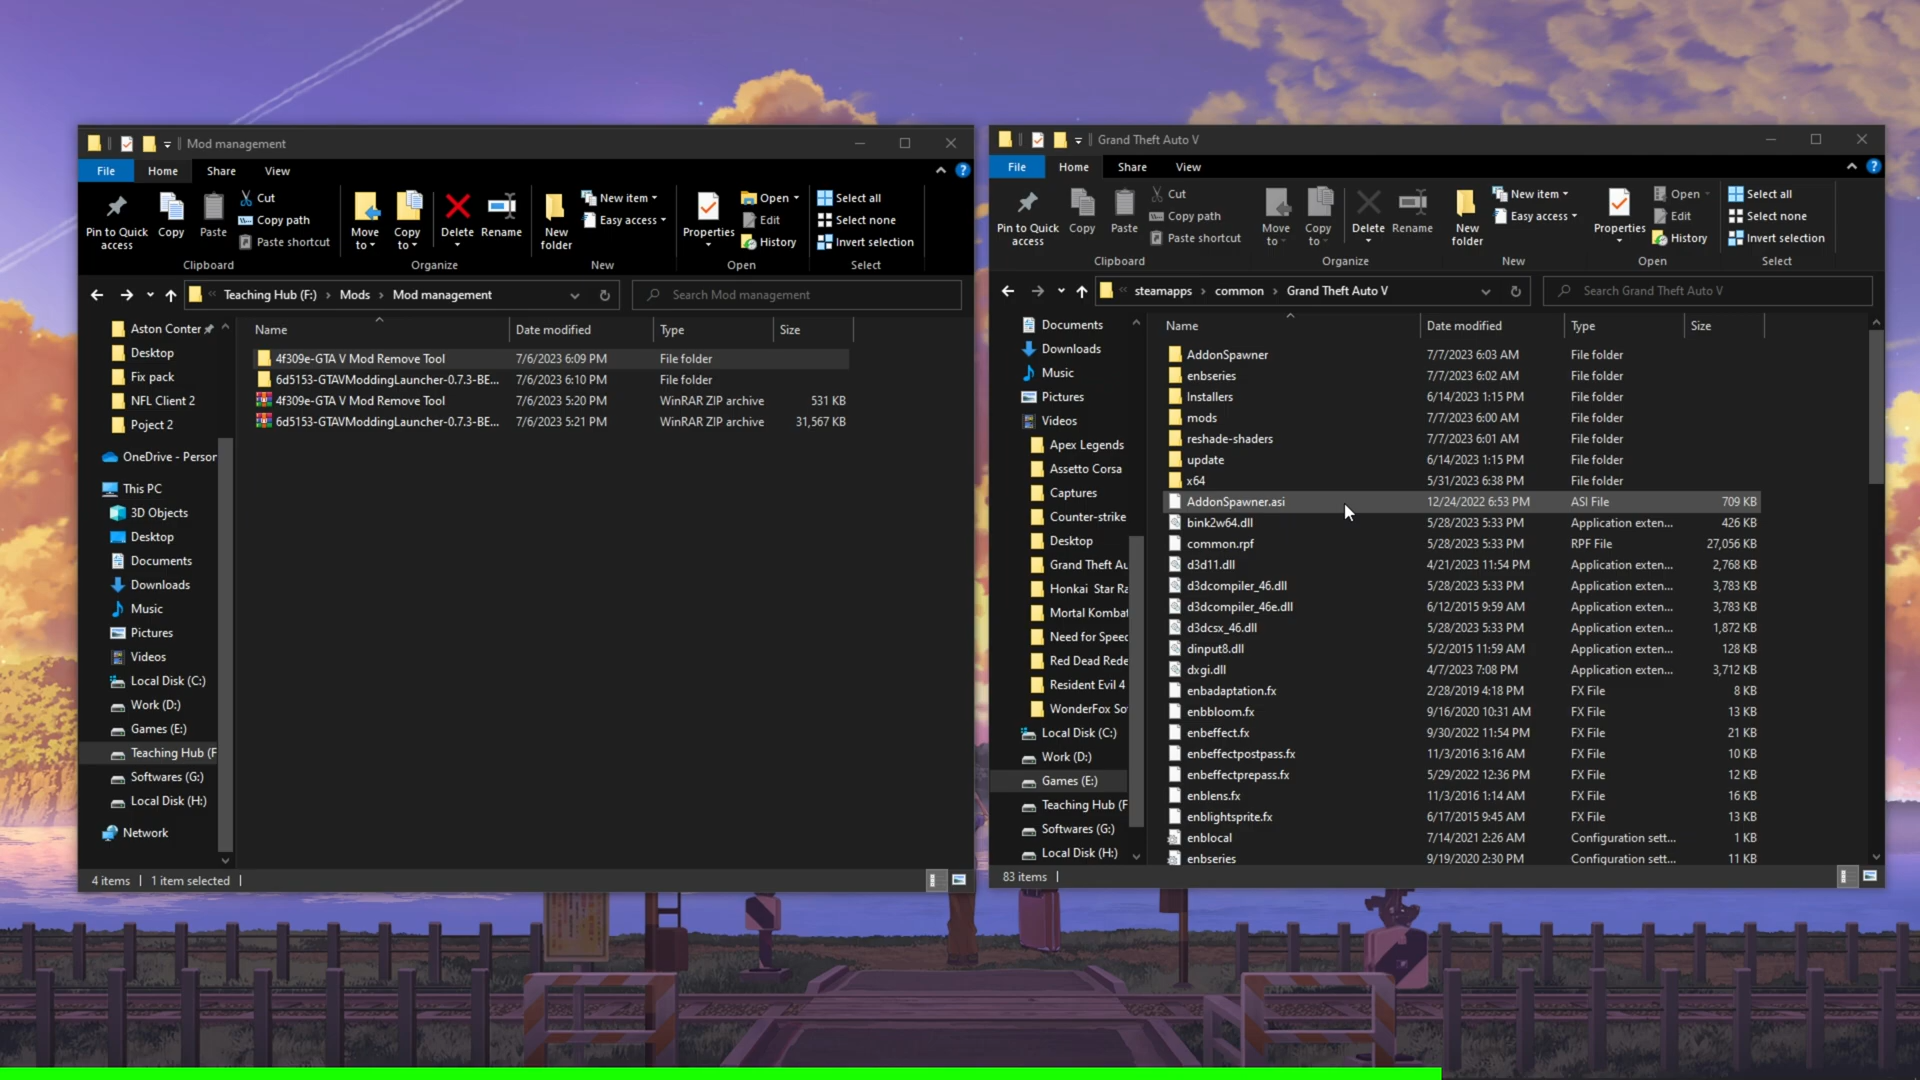 Mod management
File Home Share View
Pin to Quick access
Copy
Paste
Cut
Copy path
Paste shortcut
Clipboard
Move to
Copy to
Delete
Rename
Organize
New folder
New item
Easy access
New
Properties
Open
Edit
History
Open
Select all
Select none
Invert selection
Select
Teaching Hub (F:) Mods Mod management
Search Mod management
Aston Center
Desktop
Fix pack
NFL Client 2
Poject 2
OneDrive - Person
This PC
3D Objects
Desktop
Documents
Downloads
Music
Pictures
Videos
Local Disk (C:)
Work (D:)
Games (E:)
Teaching Hub (F
Softwares (G:)
Local Disk (H:)
Network
Name Date modified Type Size
4f309e-GTA V Mod Remove Tool 7/6/2023 6:09 PM File folder
6d5153-GTAVModdingLauncher-0.7.3-BE... 7/6/2023 6:10 PM File folder
4f309e-GTA V Mod Remove Tool 7/6/2023 5:20 PM WinRAR ZIP archive 531 KB
6d5153-GTAVModdingLauncher-0.7.3-BE... 7/6/2023 5:21 PM WinRAR ZIP archive 31,567 KB
4 items 1 item selected
Grand Theft Auto V
File Home Share View
Pin to Quick access
Copy
Paste
Cut
Copy path
Paste shortcut
Clipboard
Move to
Copy to
Delete
Rename
Organize
New folder
New item
Easy access
New
Properties
Open
Edit
History
Open
Select all
Select none
Invert selection
Select
steamapps common Grand Theft Auto V
Search Grand Theft Auto V
Documents
Downloads
Music
Pictures
Videos
Apex Legends
Assetto Corsa
Captures
Counter-strike
Desktop
Grand Theft Au
Honkai Star Ra
Mortal Kombat
Need for Speed
Red Dead Rede
Resident Evil 4
WonderFox So
Local Disk (C:)
Work (D:)
Games (E:)
Teaching Hub (F
Softwares (G:)
Local Disk (H:)
Name Date modified Type Size
AddonSpawner 7/7/2023 6:03 AM File folder
enbseries 7/7/2023 6:02 AM File folder
Installers 6/14/2023 1:15 PM File folder
mods 7/7/2023 6:00 AM File folder
reshade-shaders 7/7/2023 6:01 AM File folder
update 6/14/2023 1:15 PM File folder
x64 5/31/2023 6:38 PM File folder
AddonSpawner.asi 12/24/2022 6:53 PM ASI File 709 KB
bink2w64.dll 5/28/2023 5:33 PM Application exten... 426 KB
common.rpf 5/28/2023 5:33 PM RPF File 27,056 KB
d3d11.dll 4/21/2023 11:54 PM Application exten... 2,768 KB
d3dcompiler_46.dll 5/28/2023 5:33 PM Application exten... 3,783 KB
d3dcompiler_46e.dll 6/12/2015 9:59 AM Application exten... 3,783 KB
d3dcsx_46.dll 5/28/2023 5:33 PM Application exten... 1,872 KB
dinput8.dll 5/2/2015 11:59 AM Application exten... 128 KB
dxgi.dll 4/7/2023 7:08 PM Application exten... 3,712 KB
enbadaptation.fx 2/28/2019 4:18 PM FX File 8 KB
enbbloom.fx 9/16/2020 10:31 AM FX File 13 KB
enbeffect.fx 9/30/2022 11:54 PM FX File 21 KB
enbeffectpostpass.fx 11/3/2016 3:16 AM FX File 10 KB
enbeffectprepass.fx 5/29/2022 12:36 PM FX File 12 KB
enblens.fx 11/3/2016 1:14 AM FX File 16 KB
enblightsprite.fx 6/17/2015 9:45 AM FX File 13 KB
enblocal 7/14/2021 2:26 AM Configuration sett... 1 KB
enbseries 9/19/2020 2:30 PM Configuration sett... 11 KB
83 items